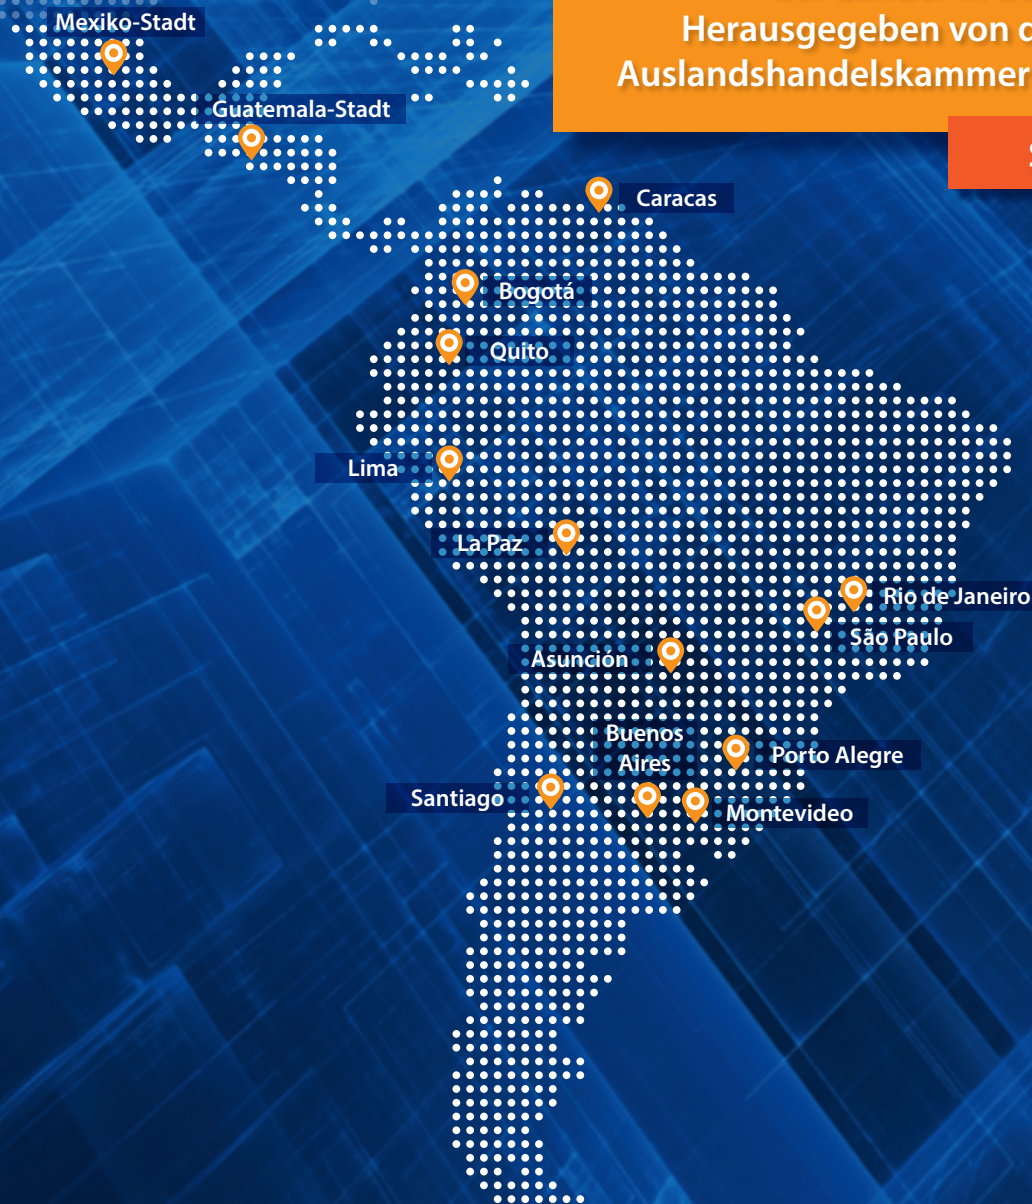 Herausgegeben von
Auslandshandelskammer
Mexiko-Stadt
Guatemala-Stadt
Caracas
Bogotá
Quito
Lima
La Paz
Rio de Janeiro
São Paulo
Asunción
Buenos
Aires
Porto Alegre
Santiago
Montevideo